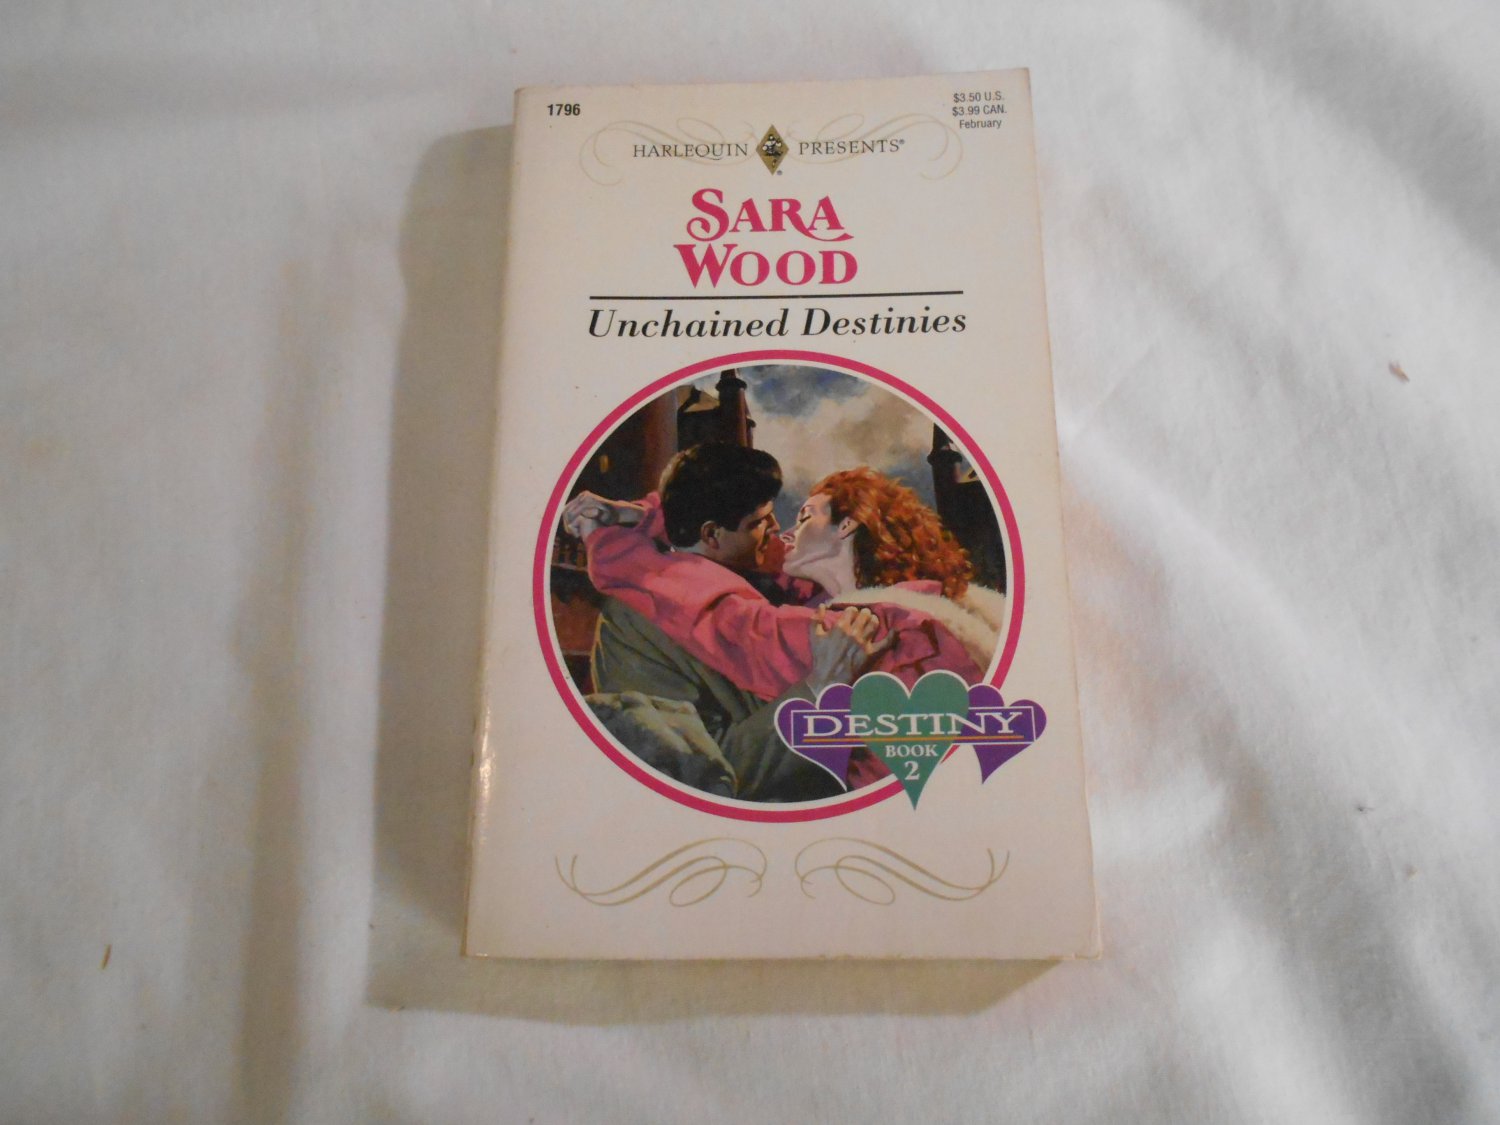 1796
$3.50 U.S.
$3.99 CAN.
February
HARLEQUIN PRESENTS®
®
SARA
WOOD
Unchained Destinies
DESTINY
BOOK
2